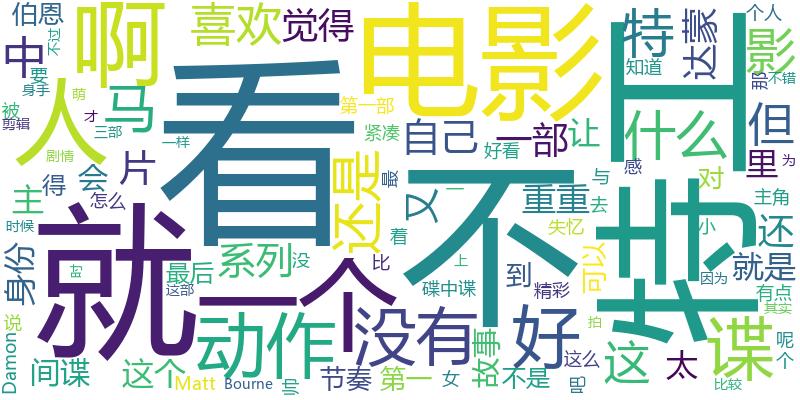 伯恩
啊
喜欢
觉得
电影
特
达蒙
个人
影
中
要
不过
身手
知道
那
不错
被
剪辑
人
萌
才
马
三部
一样
看
第一部
紧凑
自己
一部
让
什么
但
里
为
剧情
片
还是
好看
不
重重
与
感
对
主角
主
得
会
怎么
最
又
一
去
失忆
小
还
时候
身份
就
系列
最后
没
着
比
上
到
可以
特工
因为
就是
一个
这部
碟中谍
精彩
有点
其实
说
动作
没有
好
故事
拍
这
太
谍
呢
个
Damon
间谍
这个
Matt
Bourne
节奏
第一
女
不是
这么
吧
比较